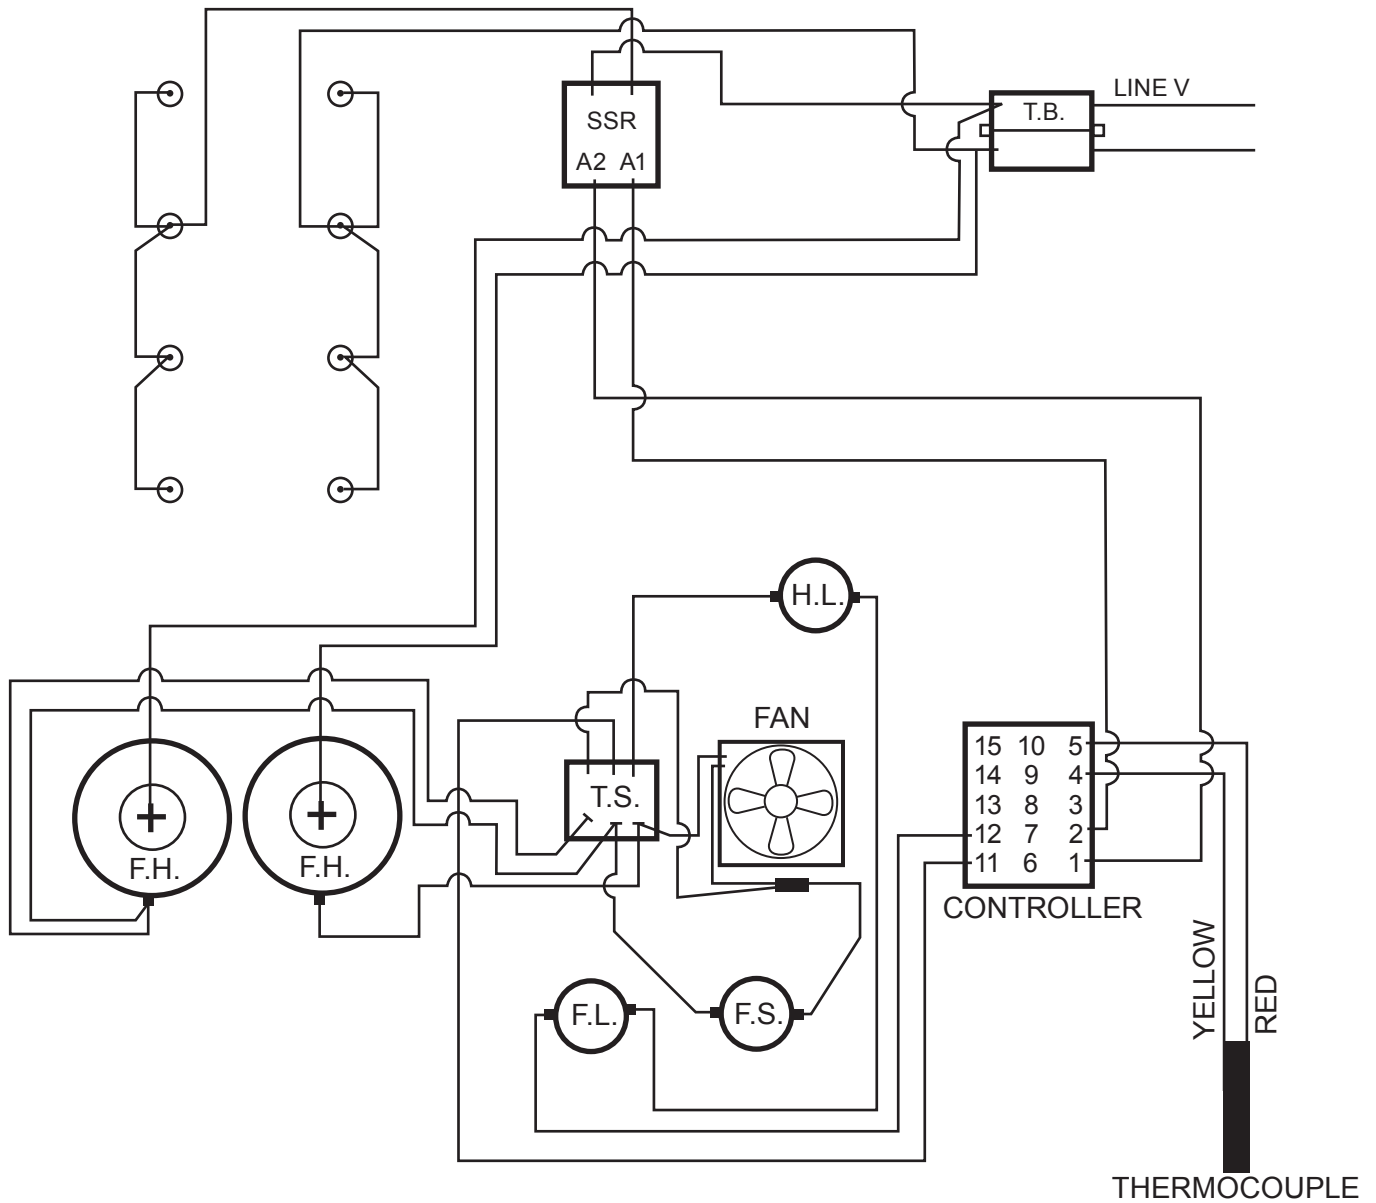 LINE V
T.B.
SSR
A2 A1
H.L.
FAN
T.S.
15 10 5
14 9 4
13 8 3
12 7 2
11 6 1
CONTROLLER
F.H.
F.H.
F.L.
F.S.
YELLOW
RED
THERMOCOUPLE